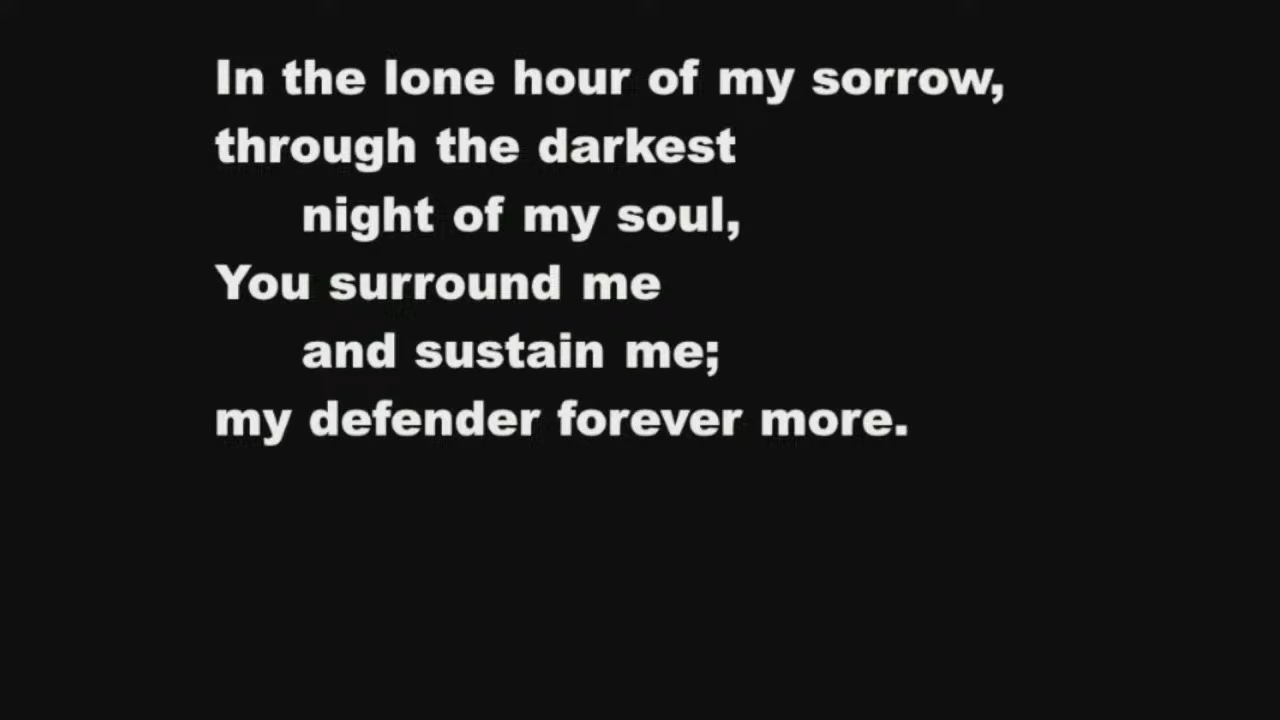 In the lone hour of my sorrow,
through the darkest
night of my soul,
You surround me
and sustain me;
my defender forever more.